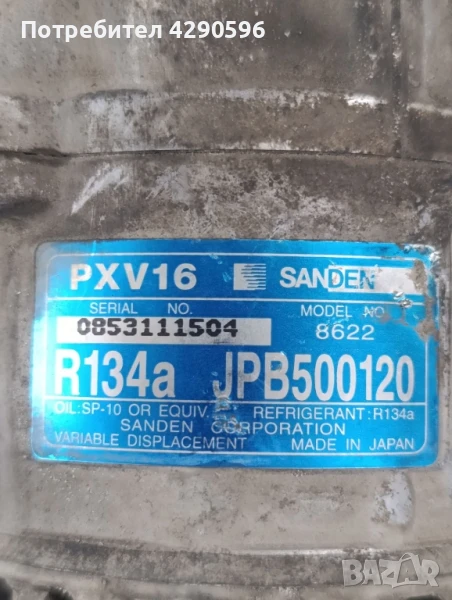 Потребител 4290596
PXV16 SANDEN
SERIAL NO. MODEL NO
0853111504 8622
R134a JPB500120
OIL:SP-10 OR EQUIV. REFRIGERANT:R134a
SANDEN CORPORATION
VARIABLE DISPLACEMENT MADE IN JAPAN
BAZAR